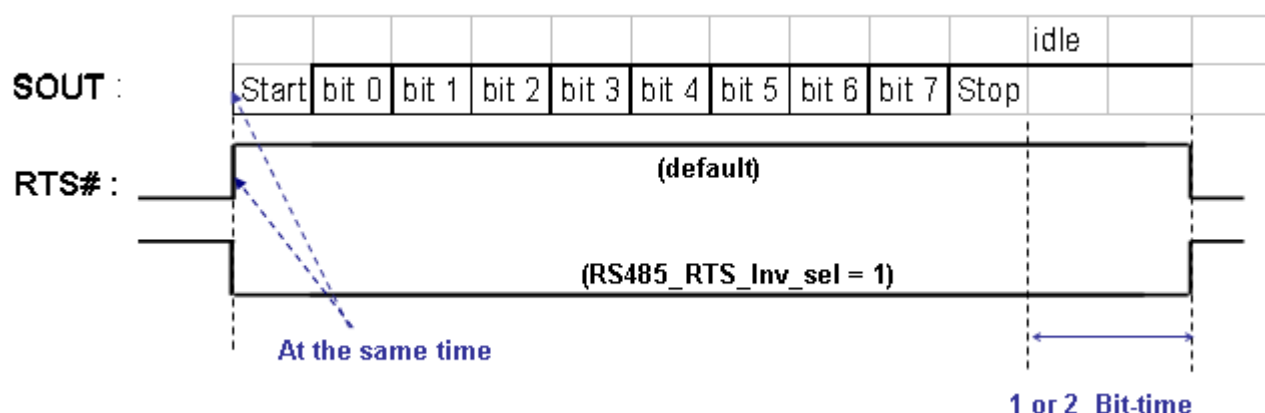 idle
SOUT : Start bit 0 bit 1 bit 2 bit 3 bit 4 bit 5 bit 6 bit 7 Stop
(default)
RTS# :
(RS485_RTS_Inv_sel = 1)
At the same time
1 or 2 Bit-time